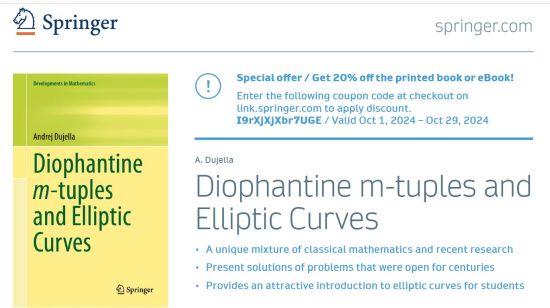 Springer
springer.com
Developments in Mathematics
Andrej Dujella
Diophantine
m-tuples
and Elliptic
Curves
Springer
Special offer / Get 20% off the printed book or eBook!
Enter the following coupon code at checkout on
link.springer.com to apply discount.
I9rXjXjXbr7UGE / Valid Oct 1, 2024 – Oct 29, 2024
A. Dujella
Diophantine m-tuples and
Elliptic Curves
• A unique mixture of classical mathematics and recent research
• Present solutions of problems that were open for centuries
• Provides an attractive introduction to elliptic curves for students